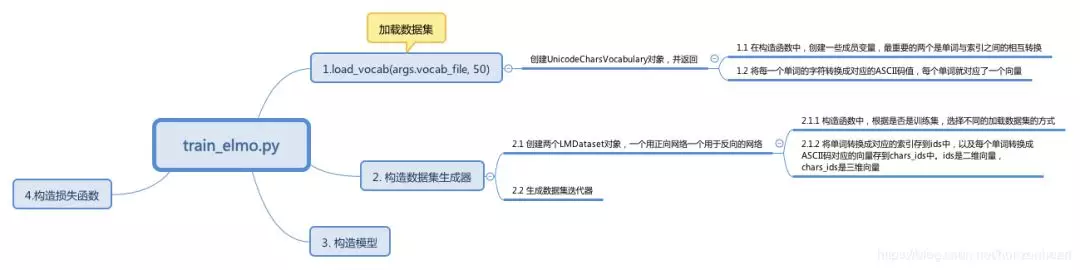 加载数据集
1.load_vocab(args.vocab_file, 50)
创建UnicodeCharsVocabulary对象，并返回
1.1 在构造函数中，创建一些成员变量，最重要的两个是单词与索引之间的相互转换
1.2 将每一个单词的字符转换成对应的ASCII码值，每个单词就对应了一个向量
train_elmo.py
2. 构造数据集生成器
2.1 创建两个LMDataset对象，一个用正向网络一个用于反向的网络
2.1.1 构造函数中，根据是否是训练集，选择不同的加载数据集的方式
2.1.2 将单词转换成对应的索引存到ids中，以及每个单词转换成
ASCII码对应的向量存到chars_ids中。ids是二维向量，
chars_ids是三维向量
2.2 生成数据集迭代器
3. 构造模型
4.构造损失函数